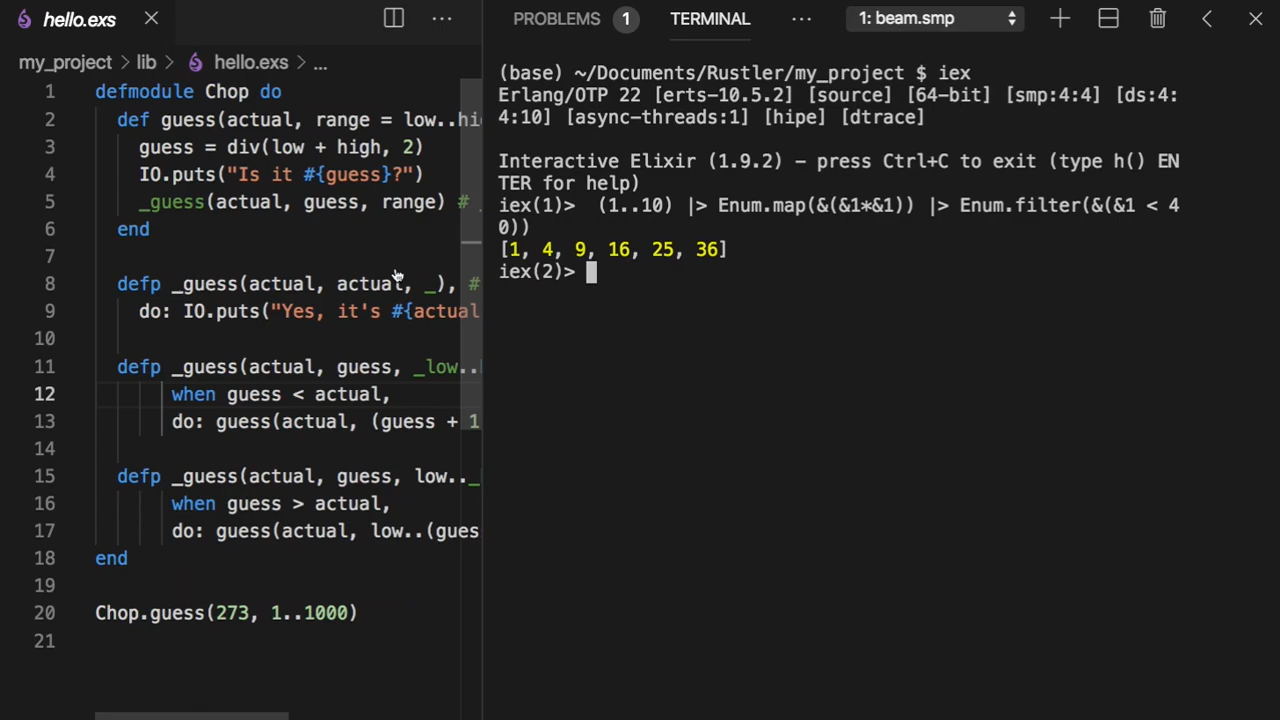 hello.exs
my_project > lib > hello.exs > ...
1 defmodule Chop do
2 def guess(actual, range = low..hig
3 guess = div(low + high, 2)
4 IO.puts("Is it #{guess}?")
5 _guess(actual, guess, range) #
6 end
7
8 defp _guess(actual, actual, _), #
9 do: IO.puts("Yes, it's #{actual
10
11 defp _guess(actual, guess, _low..
12 when guess < actual,
13 do: guess(actual, (guess + 1
14
15 defp _guess(actual, guess, low.._
16 when guess > actual,
17 do: guess(actual, low..(gues
18 end
19
20 Chop.guess(273, 1..1000)
21
PROBLEMS 1 TERMINAL ... 1: beam.smp
(base) ~/Documents/Rustler/my_project $ iex
Erlang/OTP 22 [erts-10.5.2] [source] [64-bit] [smp:4:4] [ds:4:
4:10] [async-threads:1] [hipe] [dtrace]
Interactive Elixir (1.9.2) - press Ctrl+C to exit (type h() EN
TER for help)
iex(1)> (1..10) |> Enum.map(&(&1*&1)) |> Enum.filter(&(&1 < 4
0))
[1, 4, 9, 16, 25, 36]
iex(2)>